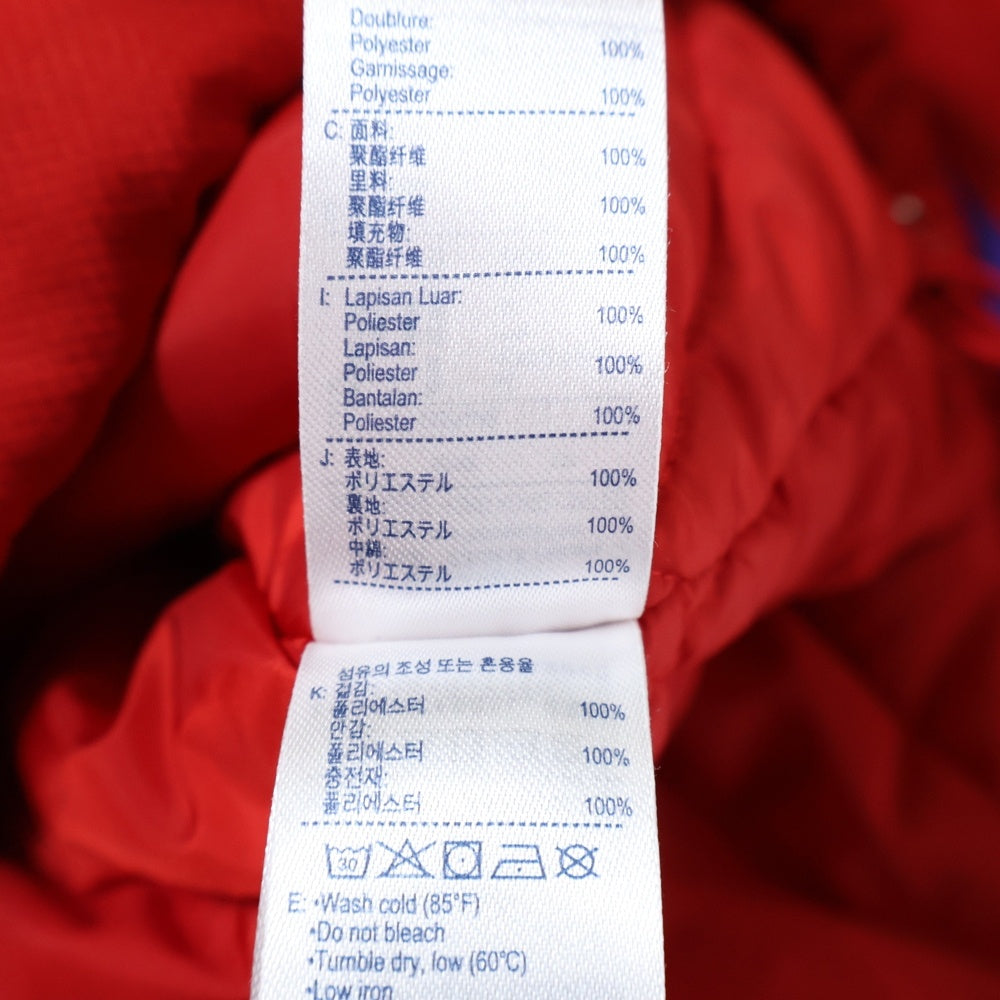 Doublure:
Polyester 100%
Garnissage:
Polyester 100%
C: 面料:
聚酯纤维 100%
里料:
聚酯纤维 100%
填充物:
聚酯纤维 100%
I: Lapisan Luar:
Poliester 100%
Lapisan:
Poliester 100%
Bantalan:
Poliester 100%
J: 表地:
ポリエステル 100%
裏地:
ポリエステル 100%
中綿:
ポリエステル 100%
섬유의 조성 또는 혼용율
K: 겉감:
폴리에스터 100%
안감:
폴리에스터 100%
충전재:
폴리에스터 100%
30
E: •Wash cold (85°F)
•Do not bleach
•Tumble dry, low (60°C)
•Low iron